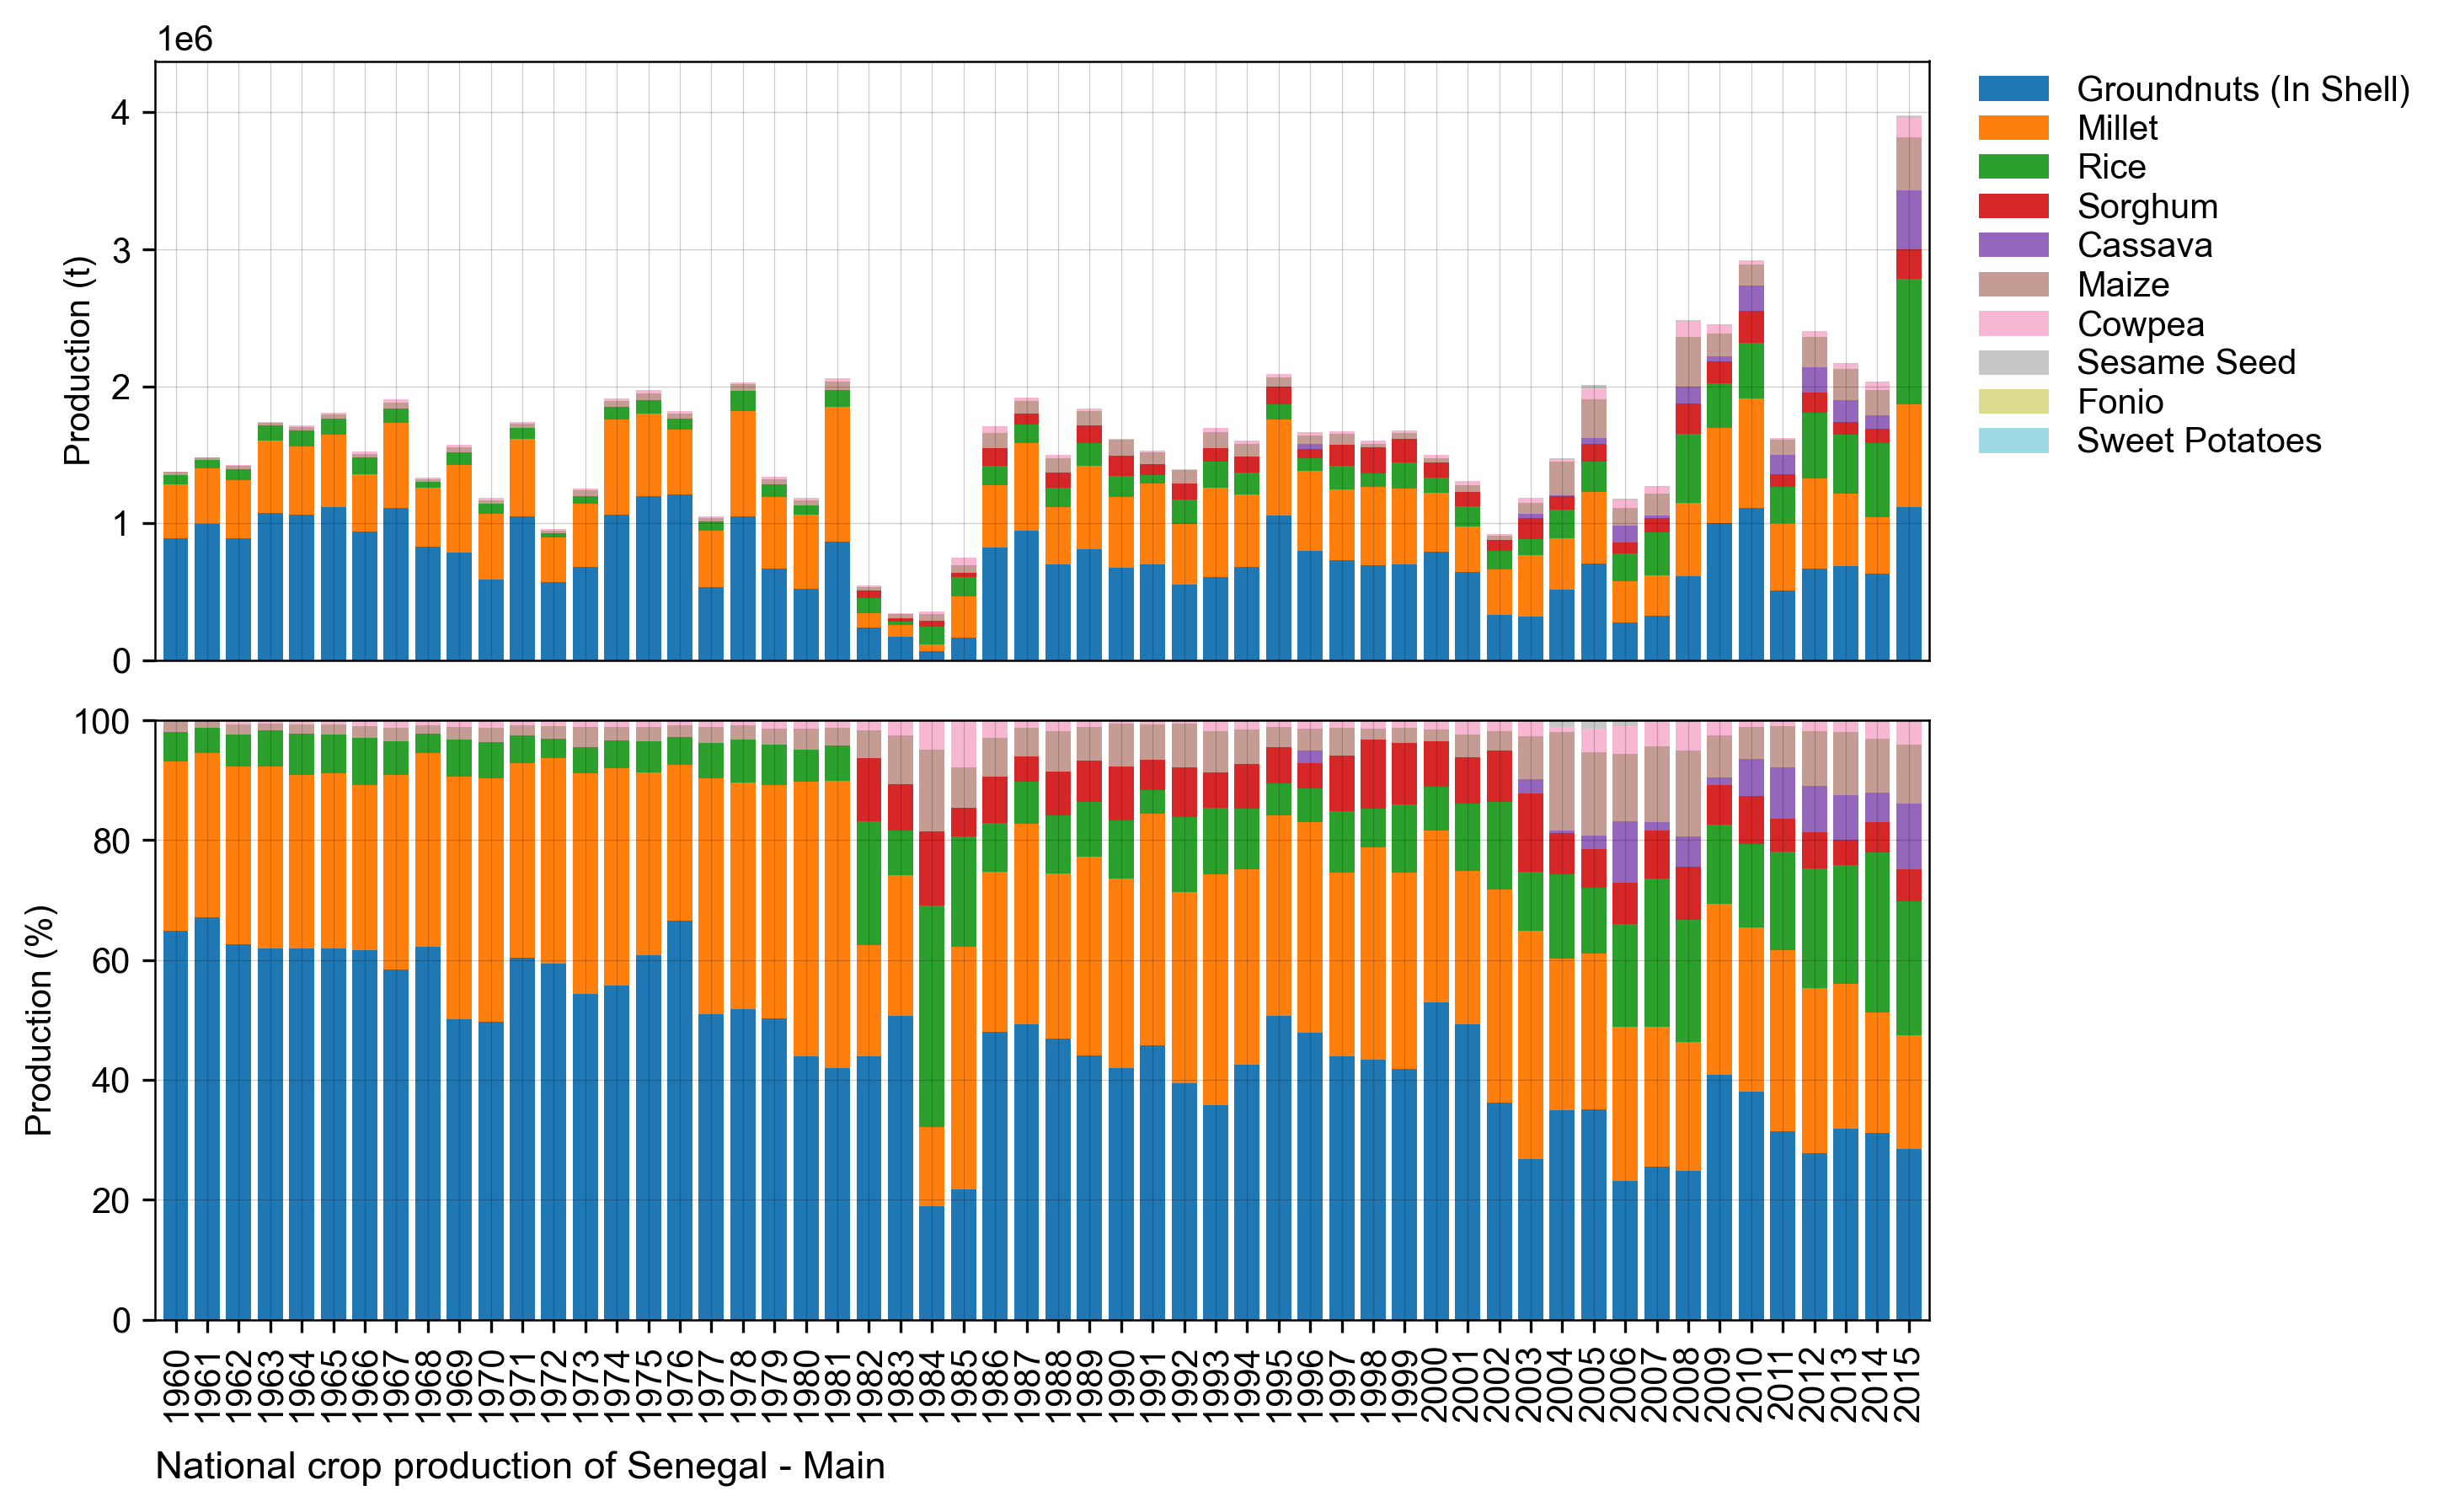 1e6
4
3
2
1
0
Production (t)
Groundnuts (In Shell)
Millet
Rice
Sorghum
Cassava
Maize
Cowpea
Sesame Seed
Fonio
Sweet Potatoes
100
80
60
40
20
0
Production (%)
1960 1961 1962 1963 1964 1965 1966 1967 1968 1969 1970 1971 1972 1973 1974 1975 1976 1977 1978 1979 1980 1981 1982 1983 1984 1985 1986 1987 1988 1989 1990 1991 1992 1993 1994 1995 1996 1997 1998 1999 2000 2001 2002 2003 2004 2005 2006 2007 2008 2009 2010 2011 2012 2013 2014 2015
National crop production of Senegal - Main